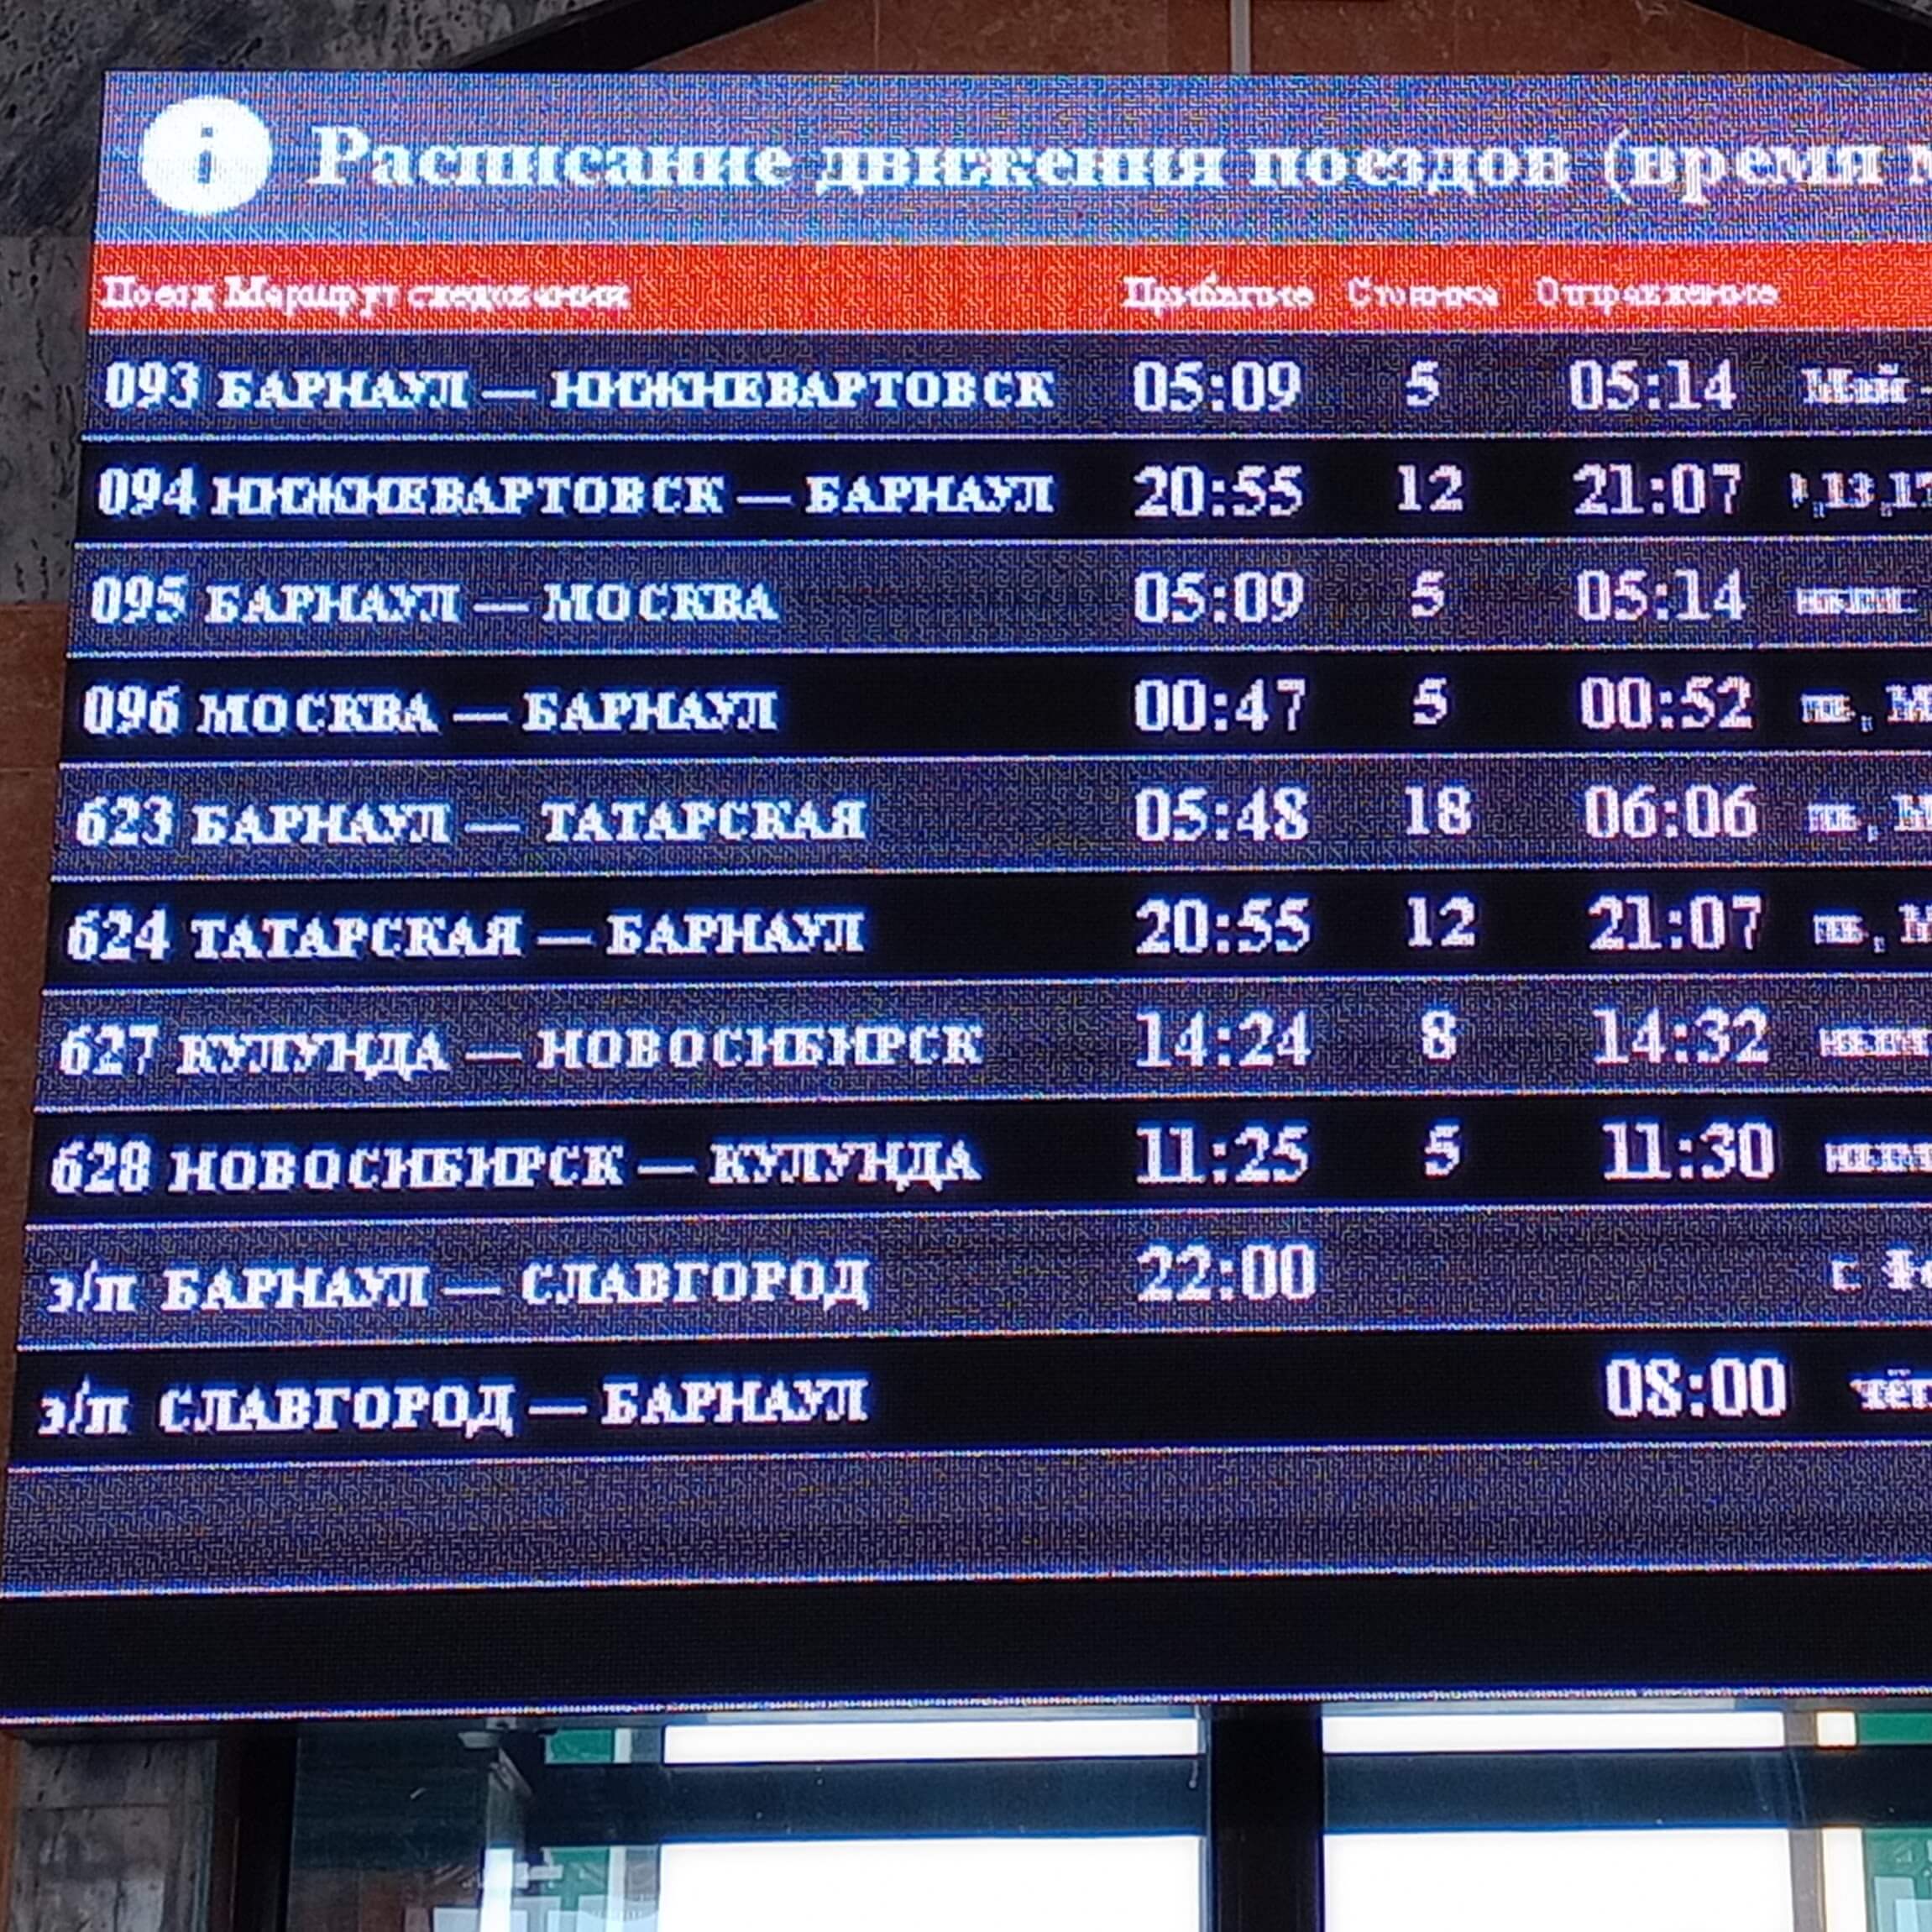 i Расписание движения поездов (время м
Поезд Маршрут следования Прибытие Стоянка Отправление
093 БАРНАУЛ — НИЖНЕВАРТОВСК 05:09 5 05:14 Май
094 НИЖНЕВАРТОВСК — БАРНАУЛ 20:55 12 21:07 ,13,17
095 БАРНАУЛ — МОСКВА 05:09 5 05:14
096 МОСКВА — БАРНАУЛ 00:47 5 00:52
623 БАРНАУЛ — ТАТАРСКАЯ 05:48 18 06:06
624 ТАТАРСКАЯ — БАРНАУЛ 20:55 12 21:07
627 КУЛУНДА — НОВОСИБИРСК 14:24 8 14:32
628 НОВОСИБИРСК — КУЛУНДА 11:25 5 11:30
э/п БАРНАУЛ — СЛАВГОРОД 22:00 с
э/п СЛАВГОРОД — БАРНАУЛ 08:00